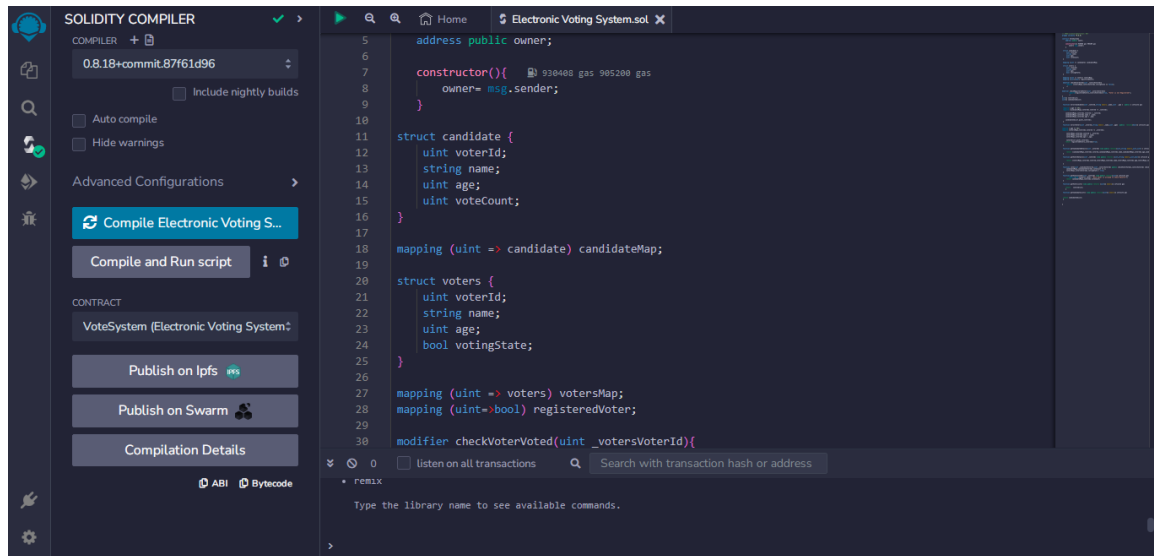 SOLIDITY COMPILER
COMPILER +
0.8.18+commit.87f61d96
Include nightly builds
Auto compile
Hide warnings
Advanced Configurations
Compile Electronic Voting S...
Compile and Run script i
CONTRACT
VoteSystem (Electronic Voting System
Publish on Ipfs IPFS
Publish on Swarm
Compilation Details
ABI Bytecode
Home Electronic Voting System.sol
5 address public owner;
6
7 constructor(){ 930408 gas 905200 gas
8 owner= msg.sender;
9 }
10
11 struct candidate {
12 uint voterId;
13 string name;
14 uint age;
15 uint voteCount;
16 }
17
18 mapping (uint => candidate) candidateMap;
19
20 struct voters {
21 uint voterId;
22 string name;
23 uint age;
24 bool votingState;
25 }
26
27 mapping (uint => voters) votersMap;
28 mapping (uint=>bool) registeredVoter;
29
30 modifier checkVoterVoted(uint _votersVoterId){
0 listen on all transactions Search with transaction hash or address
• remix
Type the library name to see available commands.
>